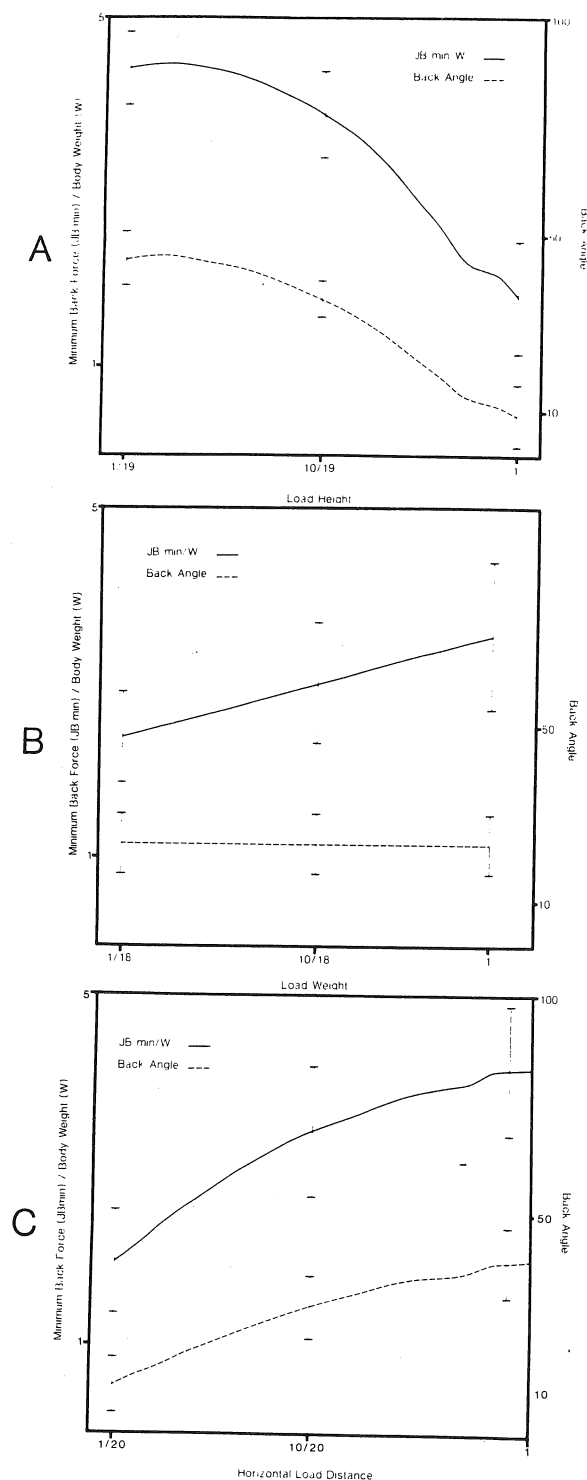 A
5
100
JB min W
Back Angle
Minimum Back Force (JB min) / Body Weight (W)
50
Back Angle
1
10
1/19
10/19
1
Load Height
B
5
JB min/W
Back Angle
Minimum Back Force (JB min) / Body Weight (W)
50
Back Angle
1
10
1/18
10/18
1
Load Weight
C
5
100
JB min/W
Back Angle
Minimum Back Force (JBmin) / Body Weight (W)
50
Back Angle
1
10
1/20
10/20
1
Horizontal Load Distance